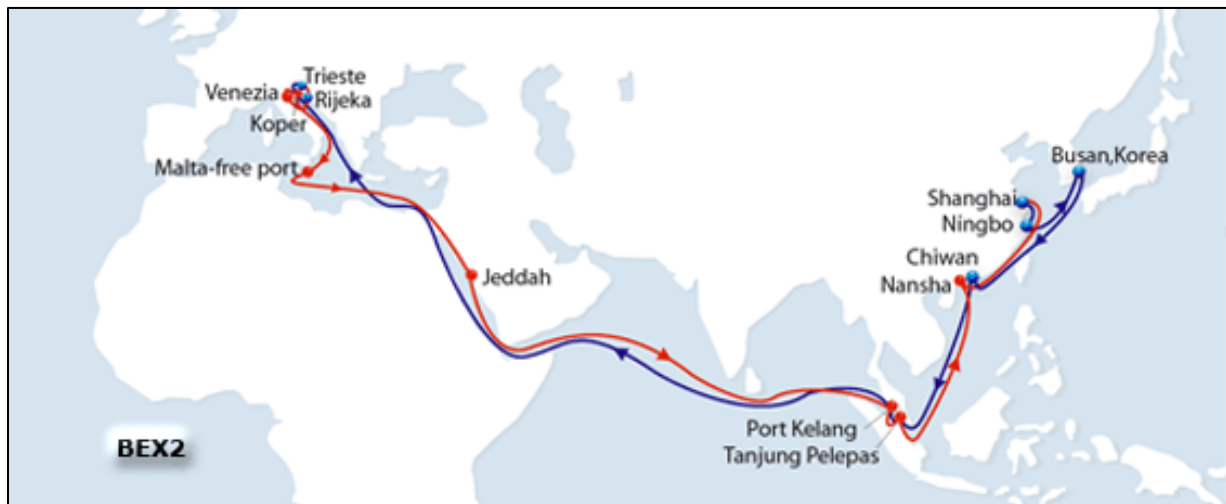 Trieste
Venezia
Rijeka
Koper
Malta-free port
Busan,Korea
Shanghai
Ningbo
Chiwan
Nansha
Jeddah
Port Kelang
Tanjung Pelepas
BEX2